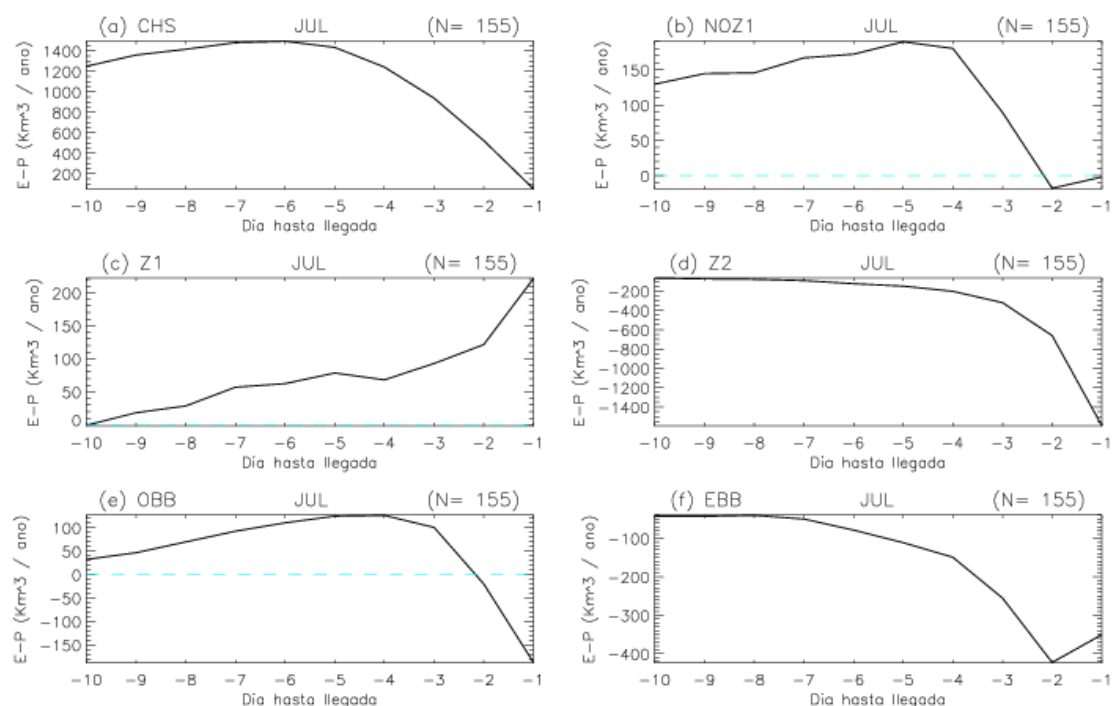 (a) CHS JUL (N= 155)
E-P (Km^3 / ano)
1400
1200
1000
800
600
400
200
-10 -9 -8 -7 -6 -5 -4 -3 -2 -1
Dia hasta llegada
(b) NOZ1 JUL (N= 155)
E-P (Km^3 / ano)
150
100
50
0
-10 -9 -8 -7 -6 -5 -4 -3 -2 -1
Dia hasta llegada
(c) Z1 JUL (N= 155)
E-P (Km^3 / ano)
200
150
100
50
0
-10 -9 -8 -7 -6 -5 -4 -3 -2 -1
Dia hasta llegada
(d) Z2 JUL (N= 155)
E-P (Km^3 / ano)
-200
-400
-600
-800
-1000
-1200
-1400
-10 -9 -8 -7 -6 -5 -4 -3 -2 -1
Dia hasta llegada
(e) OBB JUL (N= 155)
E-P (Km^3 / ano)
100
50
0
-50
-100
-150
-10 -9 -8 -7 -6 -5 -4 -3 -2 -1
Dia hasta llegada
(f) EBB JUL (N= 155)
E-P (Km^3 / ano)
-100
-200
-300
-400
-10 -9 -8 -7 -6 -5 -4 -3 -2 -1
Dia hasta llegada